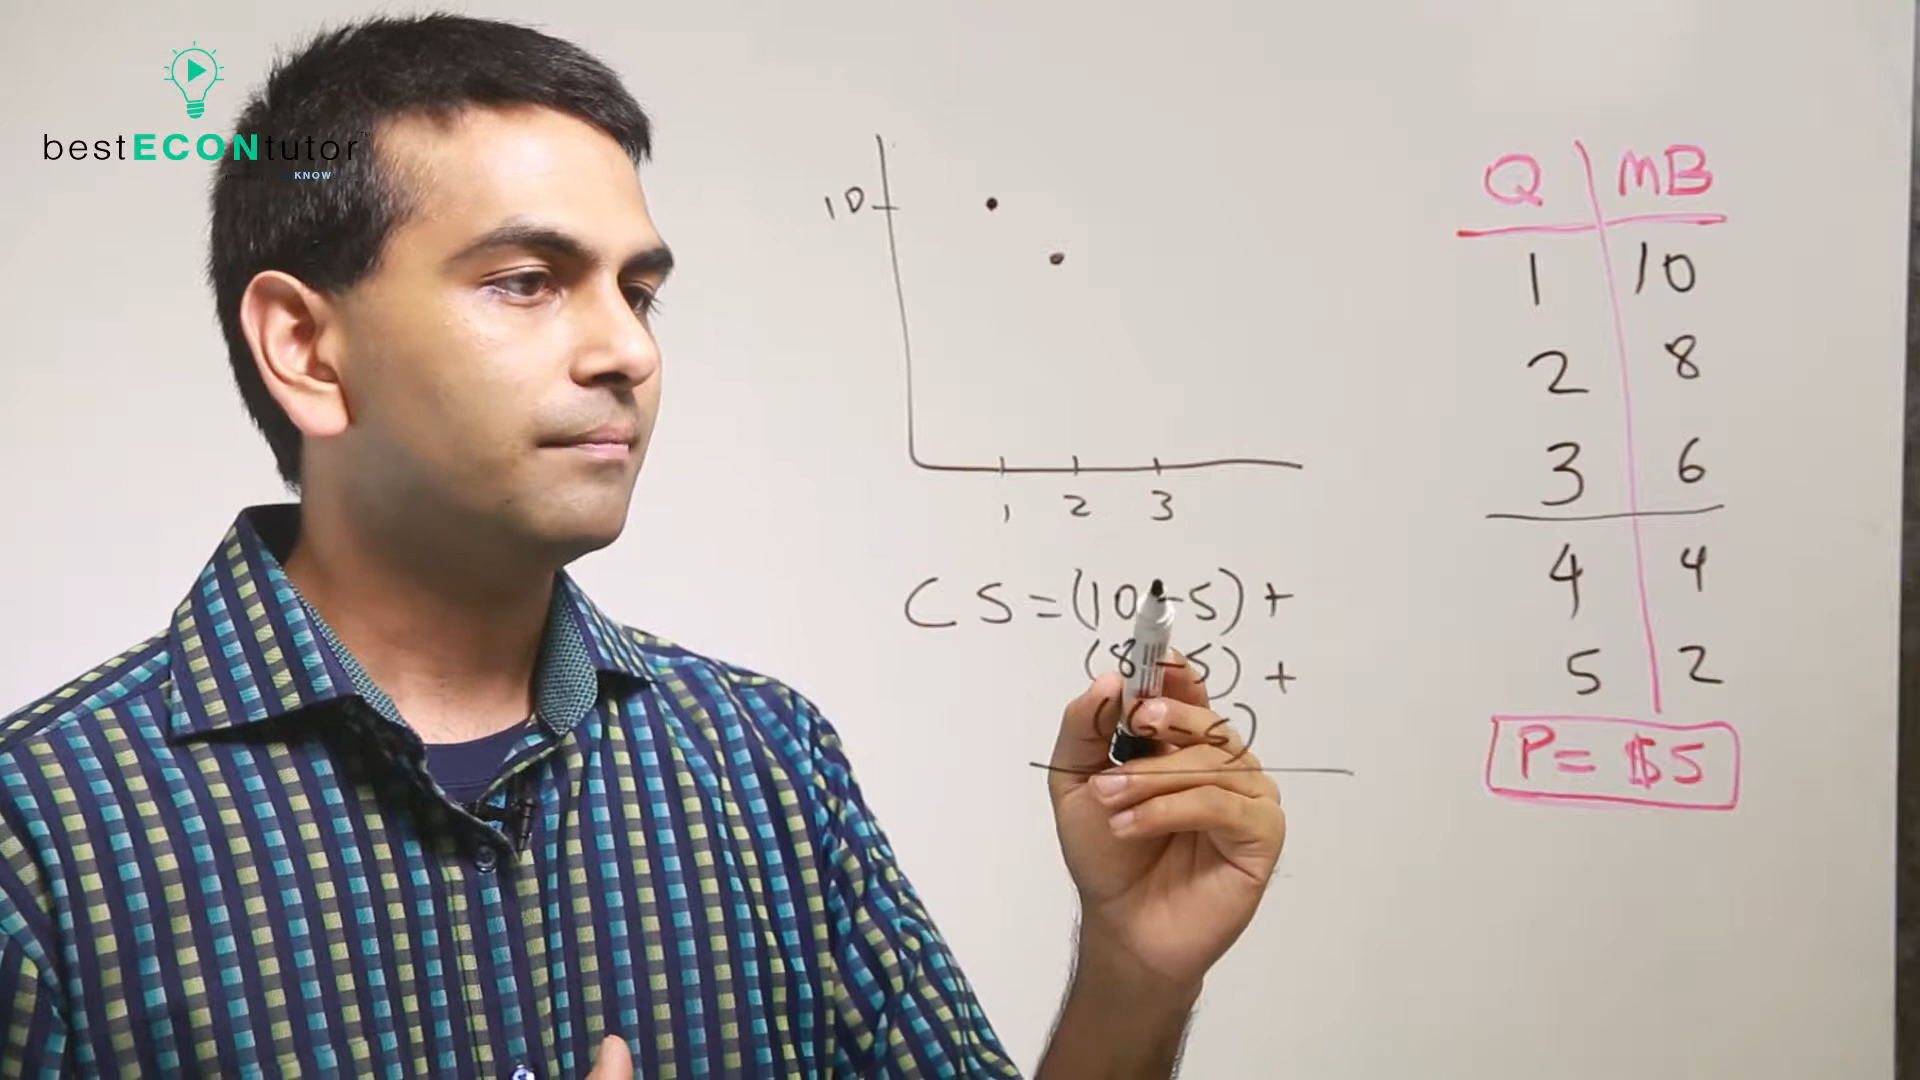 bestECONtutor™
KNOW
10
1 2 3
CS=(10-5)+
(8-5)+
(6-5)
Q MB
1 10
2 8
3 6
4 4
5 2
P= $5